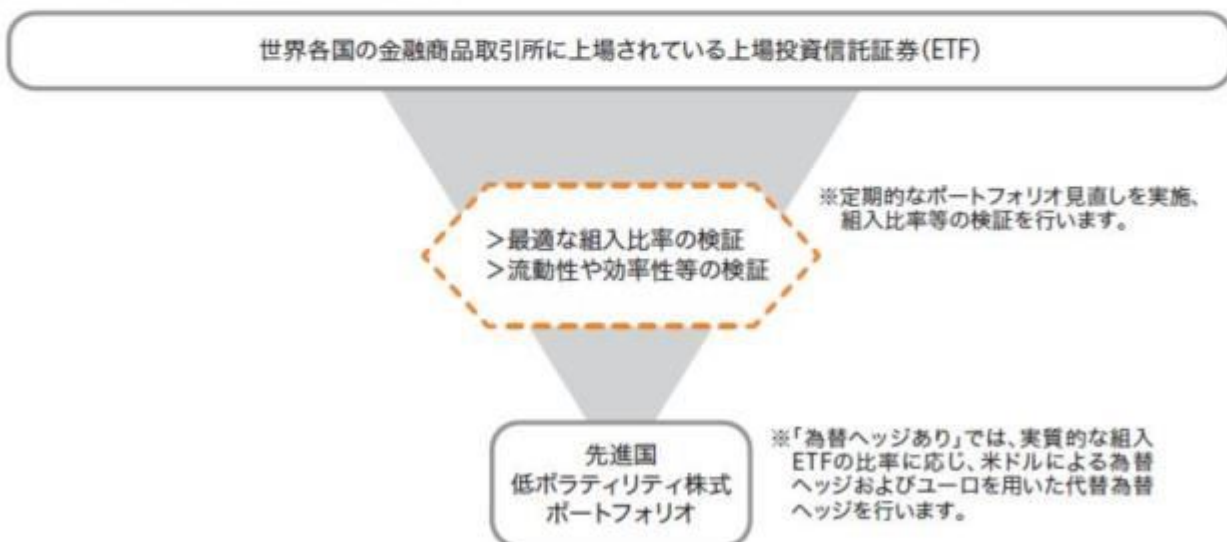 世界各国の金融商品取引所に上場されている上場投資信託証券(ETF)
>最適な組入比率の検証
>流動性や効率性等の検証
※定期的なポートフォリオ見直しを実施、
組入比率等の検証を行います。
先進国
低ボラティリティ株式
ポートフォリオ
※「為替ヘッジあり」では、実質的な組入
ETFの比率に応じ、米ドルによる為替
ヘッジおよびユーロを用いた代替為替
ヘッジを行います。